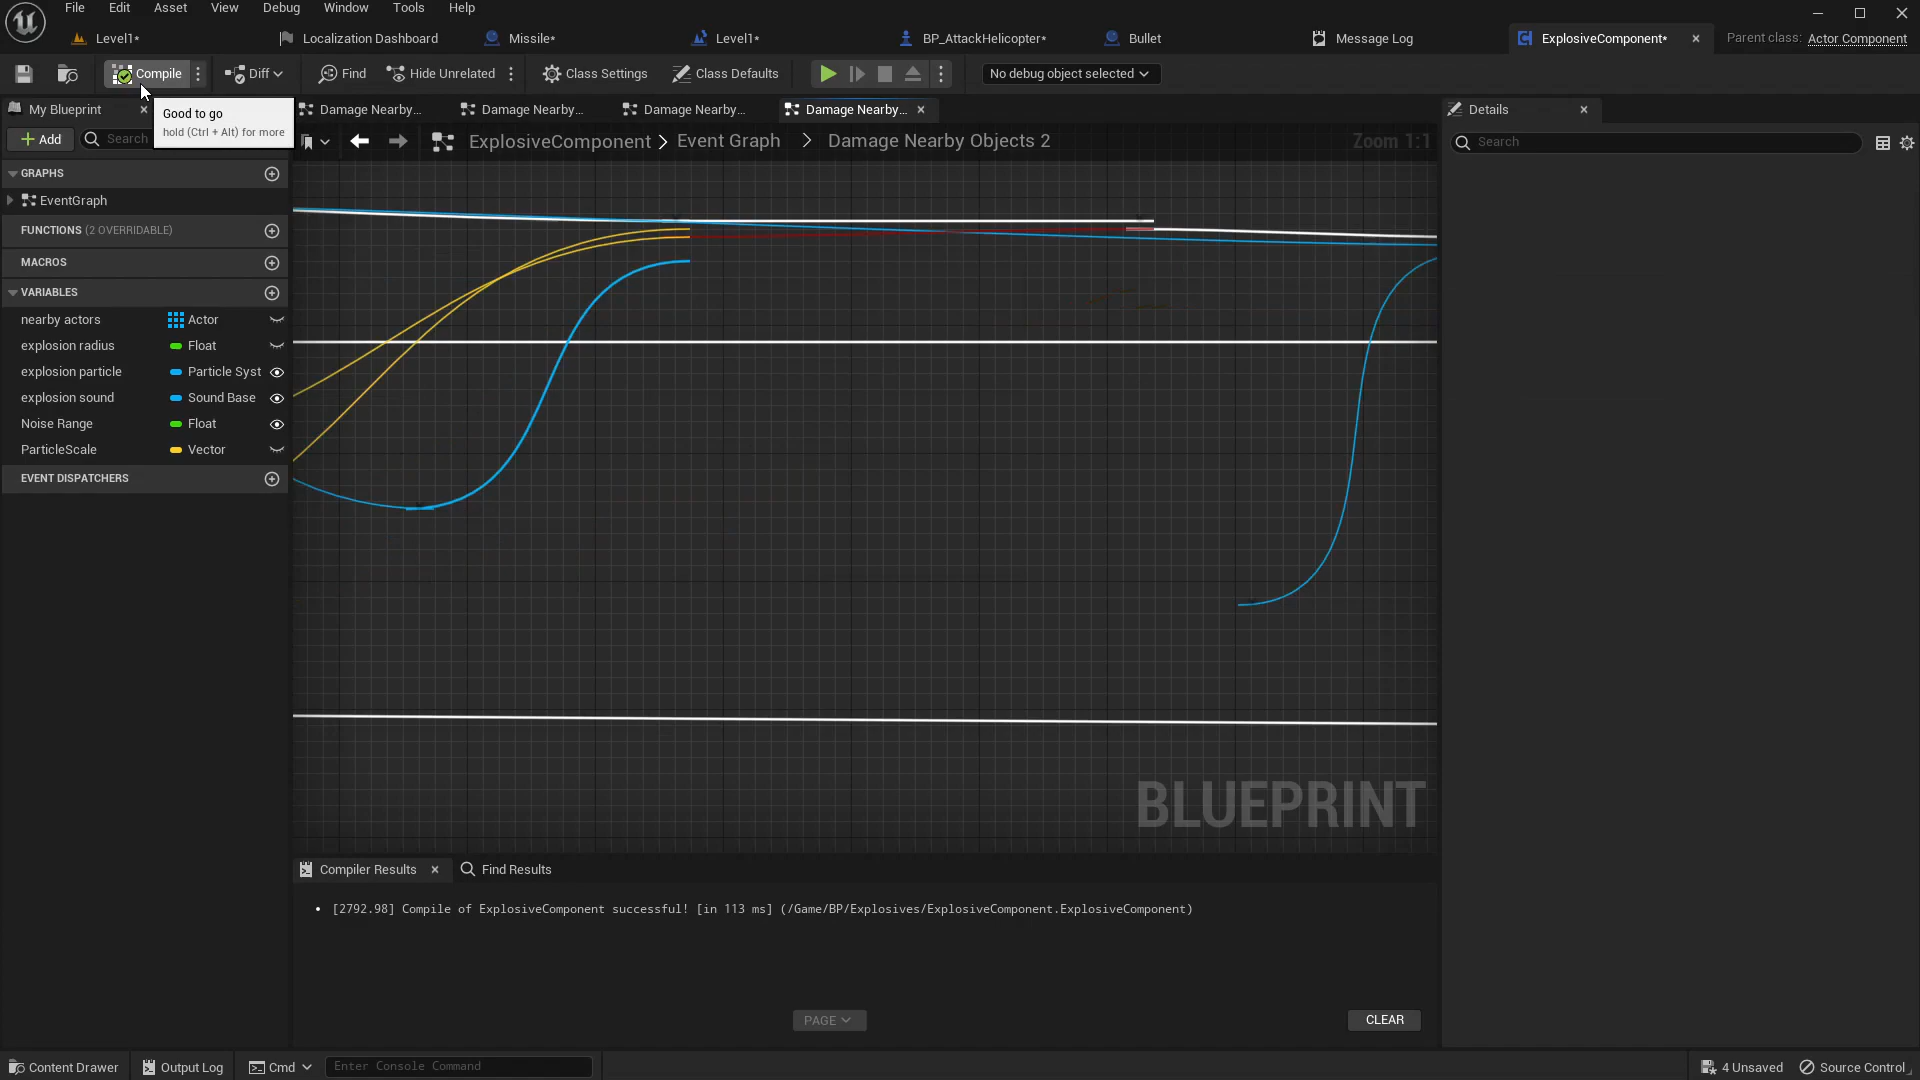 File Edit Asset View Debug Window Tools Help
Level1* Localization Dashboard Missile* Level1* BP_AttackHelicopter* Bullet Message Log ExplosiveComponent* Parent class: Actor Component
Compile Diff Find Hide Unrelated Class Settings Class Defaults No debug object selected
My Blueprint Damage Nearby... Damage Nearby... Damage Nearby... Damage Nearby... Details
Good to go
hold (Ctrl + Alt) for more
Add Search ExplosiveComponent Event Graph Damage Nearby Objects 2 Zoom 1:1 Search
GRAPHS
EventGraph
FUNCTIONS (2 OVERRIDABLE)
MACROS
VARIABLES
nearby actors Actor
explosion radius Float
explosion particle Particle Syst
explosion sound Sound Base
Noise Range Float
ParticleScale Vector
EVENT DISPATCHERS
BLUEPRINT
Compiler Results Find Results
[2792.98] Compile of ExplosiveComponent successful! [in 113 ms] (/Game/BP/Explosives/ExplosiveComponent.ExplosiveComponent)
PAGE CLEAR
Content Drawer Output Log Cmd Enter Console Command 4 Unsaved Source Control